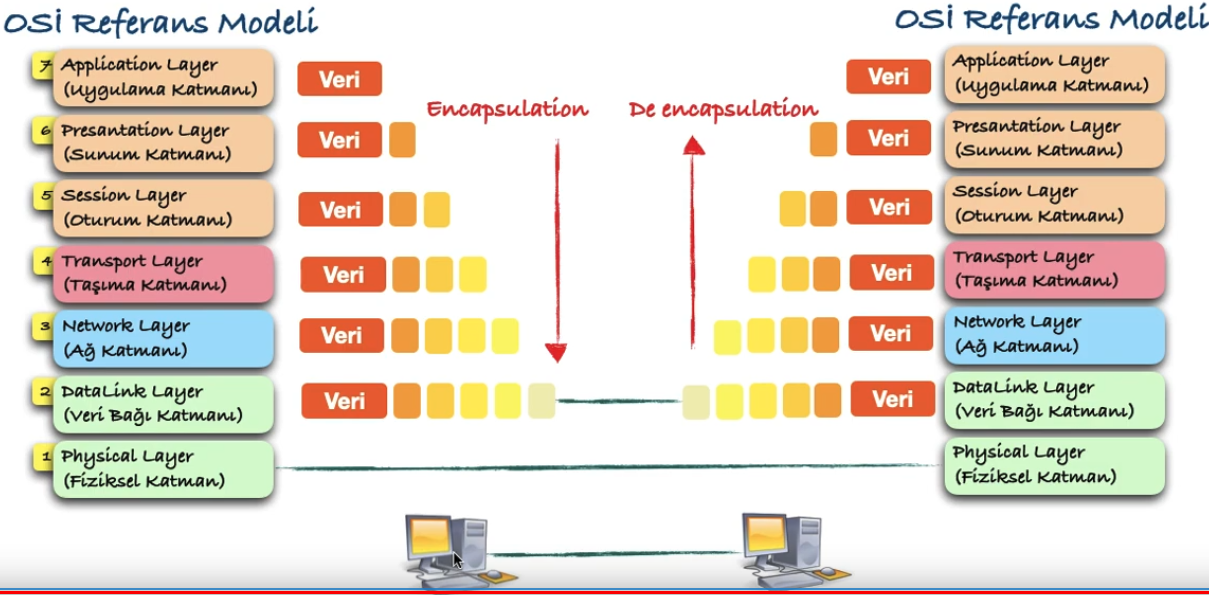 OSİ Referans Modeli
7 Application Layer
(Uygulama Katmanı)
6 Presantation Layer
(Sunum Katmanı)
5 Session Layer
(Oturum Katmanı)
4 Transport Layer
(Taşıma Katmanı)
3 Network Layer
(Ağ Katmanı)
2 DataLink Layer
(Veri Bağı Katmanı)
1 Physical Layer
(Fiziksel Katman)
Veri
Veri
Veri
Veri
Veri
Veri
Encapsulation
De encapsulation
Veri
Veri
Veri
Veri
Veri
Veri
OSİ Referans Modeli
Application Layer
(Uygulama Katmanı)
Presantation Layer
(Sunum Katmanı)
Session Layer
(Oturum Katmanı)
Transport Layer
(Taşıma Katmanı)
Network Layer
(Ağ Katmanı)
DataLink Layer
(Veri Bağı Katmanı)
Physical Layer
(Fiziksel Katman)